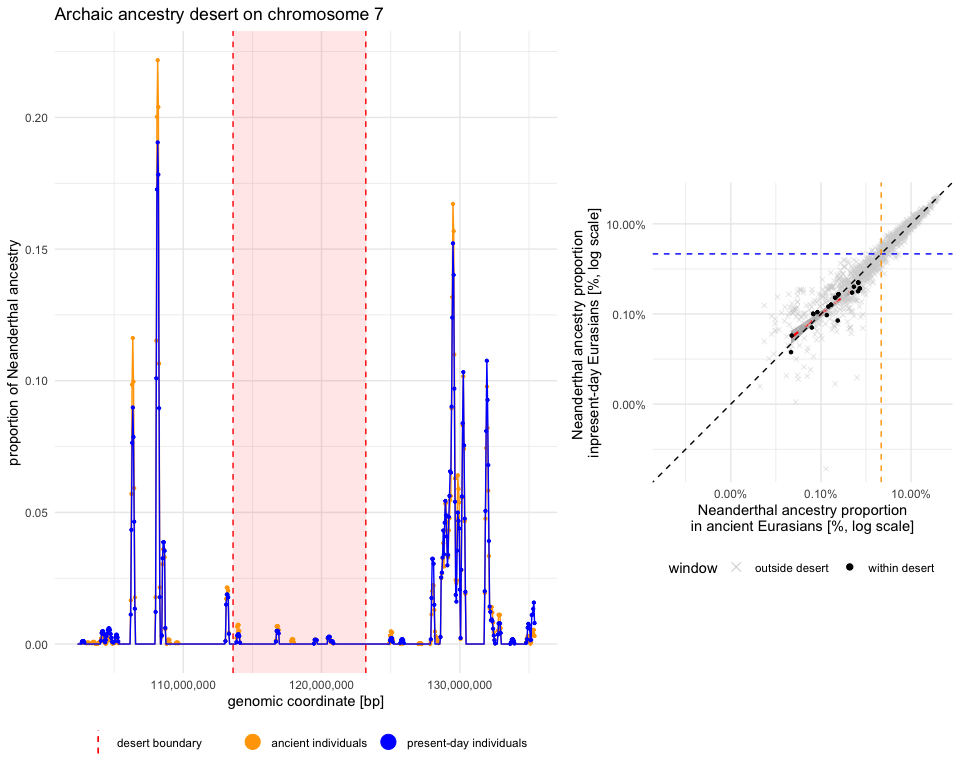 Archaic ancestry desert on chromosome 7
proportion of Neanderthal ancestry
0.20
0.15
0.10
0.05
0.00
110,000,000
120,000,000
130,000,000
genomic coordinate [bp]
desert boundary
ancient individuals
present-day individuals
Neanderthal ancestry proportion
inpresent-day Eurasians [%, log scale]
10.00%
0.10%
0.00%
0.00%
0.10%
10.00%
Neanderthal ancestry proportion
in ancient Eurasians [%, log scale]
window
outside desert
within desert